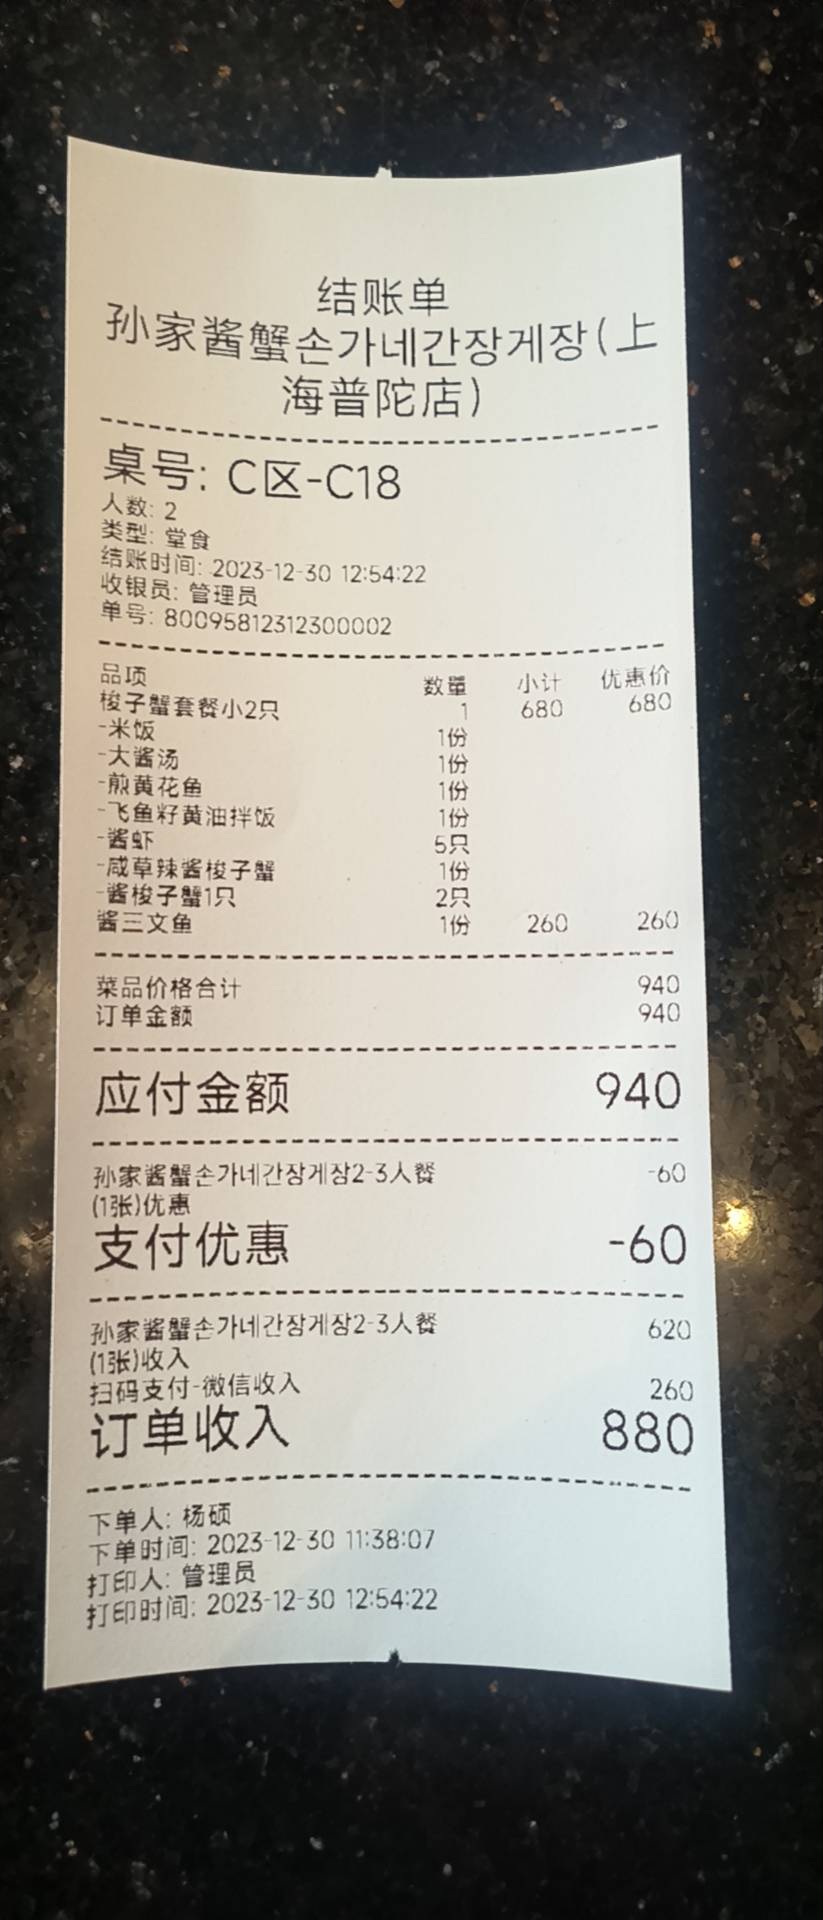 结账单
孙家酱蟹손가네간장게장(上
海普陀店)
桌号: C区-C18
人数: 2
类型: 堂食
结账时间: 2023-12-30 12:54:22
收银员: 管理员
单号: 80095812312300002
品项 数量 小计 优惠价
梭子蟹套餐小2只 1 680 680
-米饭 1份
-大酱汤 1份
-煎黄花鱼 1份
-飞鱼籽黄油拌饭 1份
-酱虾 5只
-咸草辣酱梭子蟹 1份
-酱梭子蟹1只 2只
酱三文鱼 1份 260 260
菜品价格合计 940
订单金额 940
应付金额 940
孙家酱蟹손가네간장게장2-3人餐 -60
(1张)优惠
支付优惠 -60
孙家酱蟹손가네간장게장2-3人餐 620
(1张)收入
扫码支付-微信收入 260
订单收入 880
下单人: 杨硕
下单时间: 2023-12-30 11:38:07
打印人: 管理员
打印时间: 2023-12-30 12:54:22